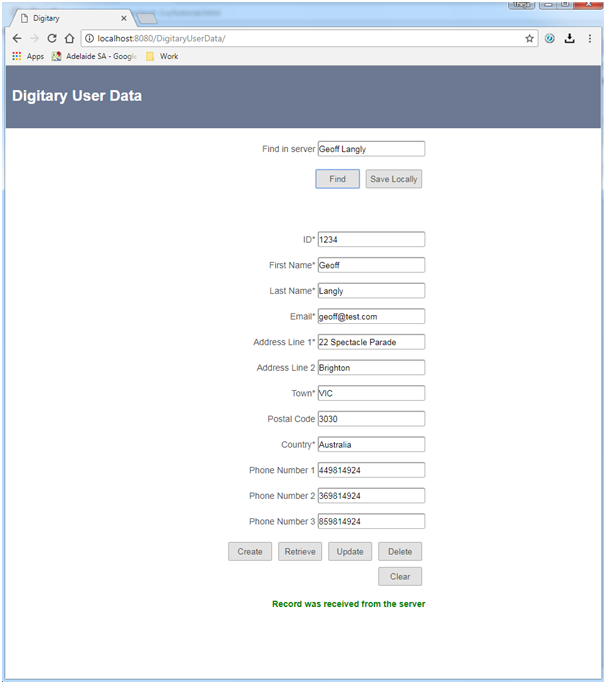 Digitary
localhost:8080/DigitaryUserData/
Apps Adelaide SA - Google Work
Digitary User Data
Find in server Geoff Langly
Find Save Locally
ID* 1234
First Name* Geoff
Last Name* Langly
Email* geoff@test.com
Address Line 1* 22 Spectacle Parade
Address Line 2 Brighton
Town* VIC
Postal Code 3030
Country* Australia
Phone Number 1 449814924
Phone Number 2 369814924
Phone Number 3 859814924
Create Retrieve Update Delete
Clear
Record was received from the server